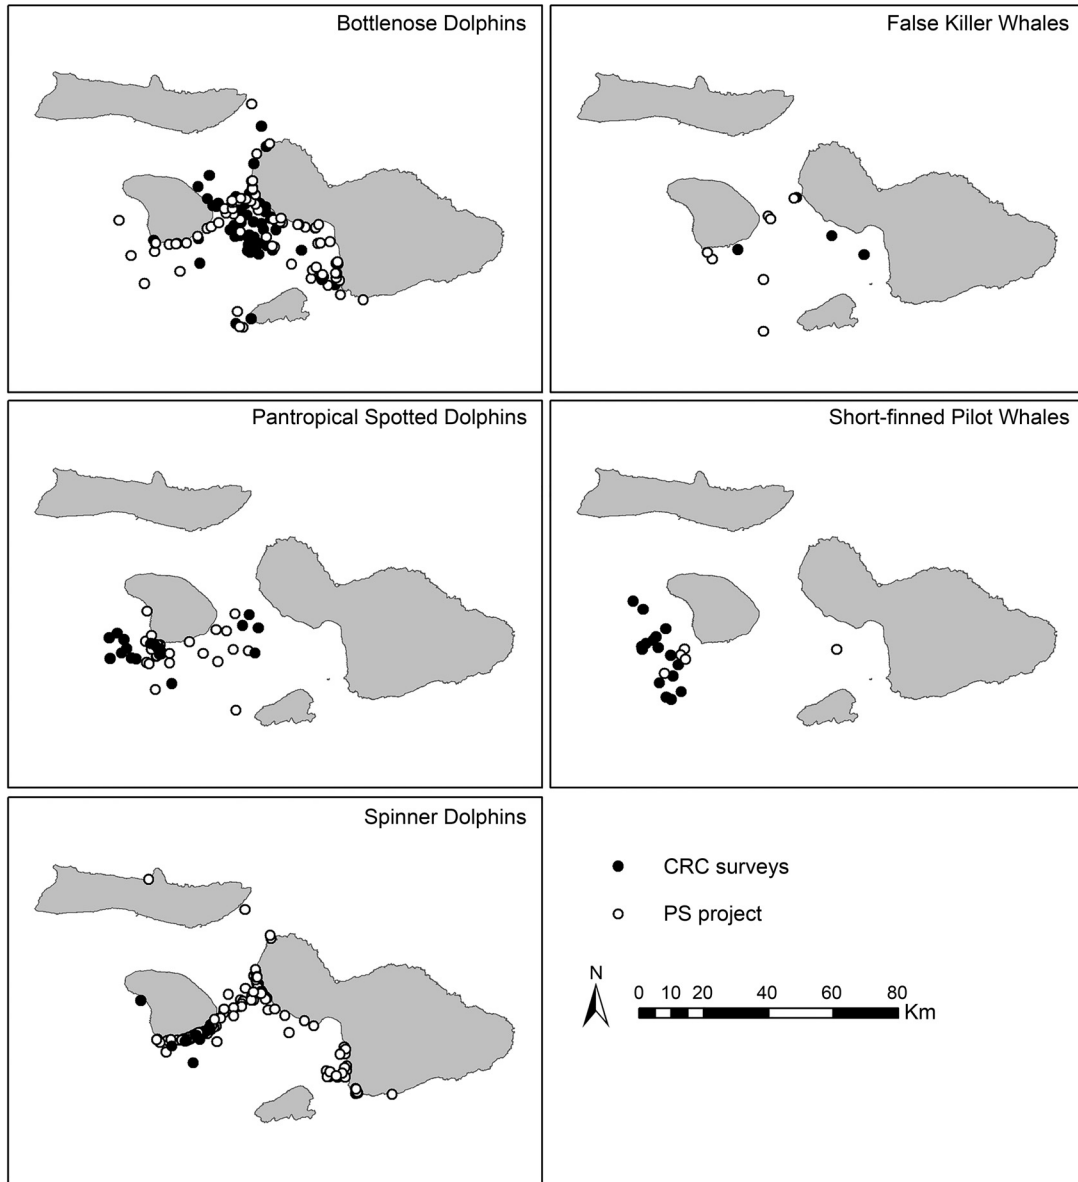 Bottlenose Dolphins
False Killer Whales
Pantropical Spotted Dolphins
Short-finned Pilot Whales
Spinner Dolphins
CRC surveys
PS project
N
0 10 20 40 60 80
Km